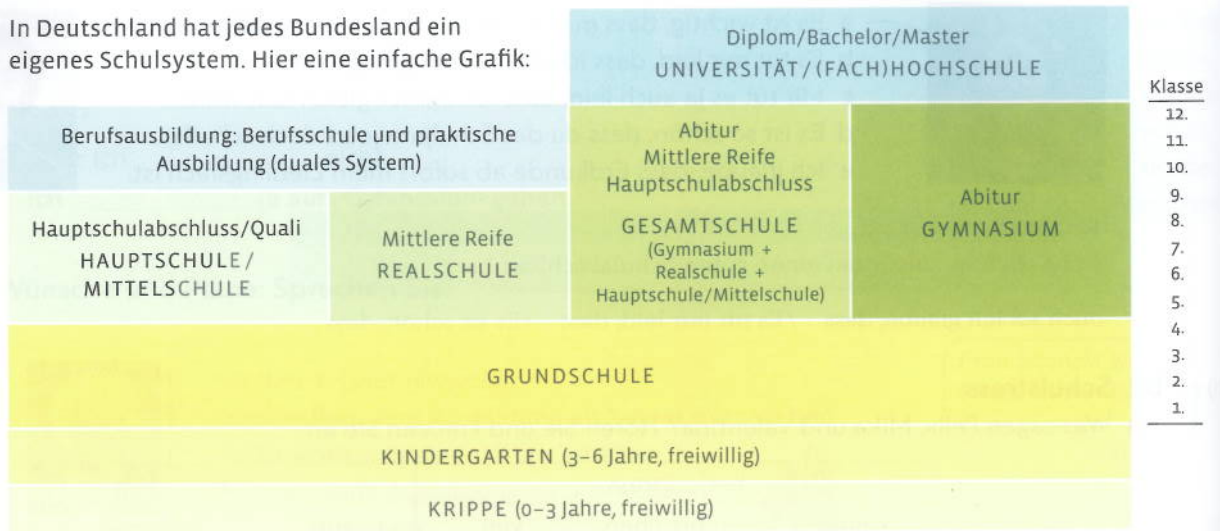 In Deutschland hat jedes Bundesland ein
eigenes Schulsystem. Hier eine einfache Grafik:
Diplom/Bachelor/Master
UNIVERSITÄT/(FACH)HOCHSCHULE
Klasse
12.
11.
10.
9.
8.
7.
6.
5.
4.
3.
2.
1.
Berufsausbildung: Berufsschule und praktische
Ausbildung (duales System)
Hauptschulabschluss/Quali
HAUPTSCHULE/
MITTELSCHULE
Mittlere Reife
REALSCHULE
Abitur
Mittlere Reife
Hauptschulabschluss
GESAMTSCHULE
(Gymnasium +
Realschule +
Hauptschule/Mittelschule)
Abitur
GYMNASIUM
GRUNDSCHULE
KINDERGARTEN (3–6 Jahre, freiwillig)
KRIPPE (0–3 Jahre, freiwillig)